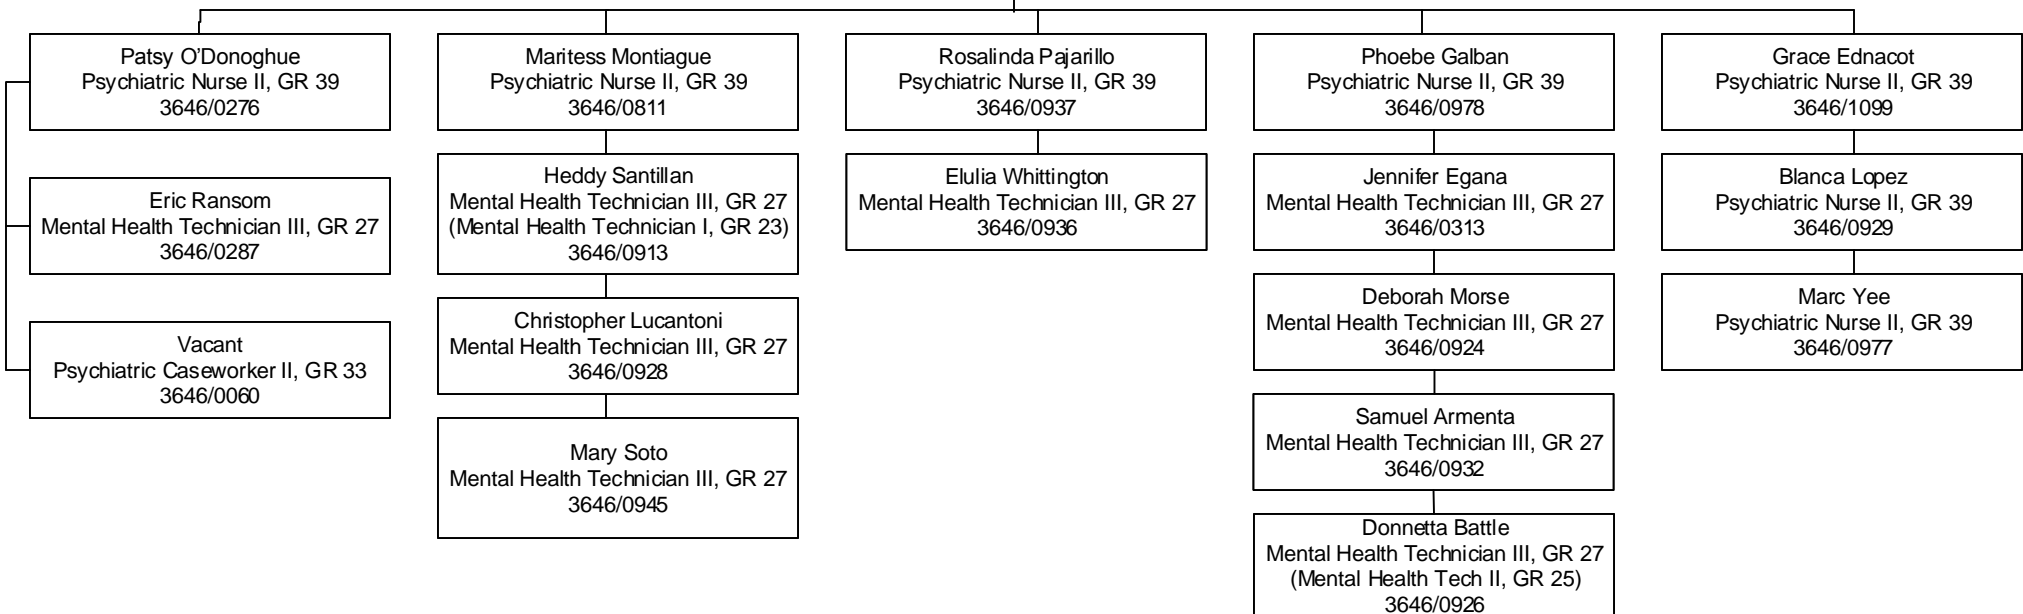 Patsy O'Donoghue
Psychiatric Nurse II, GR 39
3646/0276
Eric Ransom
Mental Health Technician III, GR 27
3646/0287
Vacant
Psychiatric Caseworker II, GR 33
3646/0060
Maritess Montiague
Psychiatric Nurse II, GR 39
3646/0811
Heddy Santillan
Mental Health Technician III, GR 27
(Mental Health Technician I, GR 23)
3646/0913
Christopher Lucantoni
Mental Health Technician III, GR 27
3646/0928
Mary Soto
Mental Health Technician III, GR 27
3646/0945
Rosalinda Pajarillo
Psychiatric Nurse II, GR 39
3646/0937
Elulia Whittington
Mental Health Technician III, GR 27
3646/0936
Phoebe Galban
Psychiatric Nurse II, GR 39
3646/0978
Jennifer Egana
Mental Health Technician III, GR 27
3646/0313
Deborah Morse
Mental Health Technician III, GR 27
3646/0924
Samuel Armenta
Mental Health Technician III, GR 27
3646/0932
Donnetta Battle
Mental Health Technician III, GR 27
(Mental Health Tech II, GR 25)
3646/0926
Grace Ednacot
Psychiatric Nurse II, GR 39
3646/1099
Blanca Lopez
Psychiatric Nurse II, GR 39
3646/0929
Marc Yee
Psychiatric Nurse II, GR 39
3646/0977